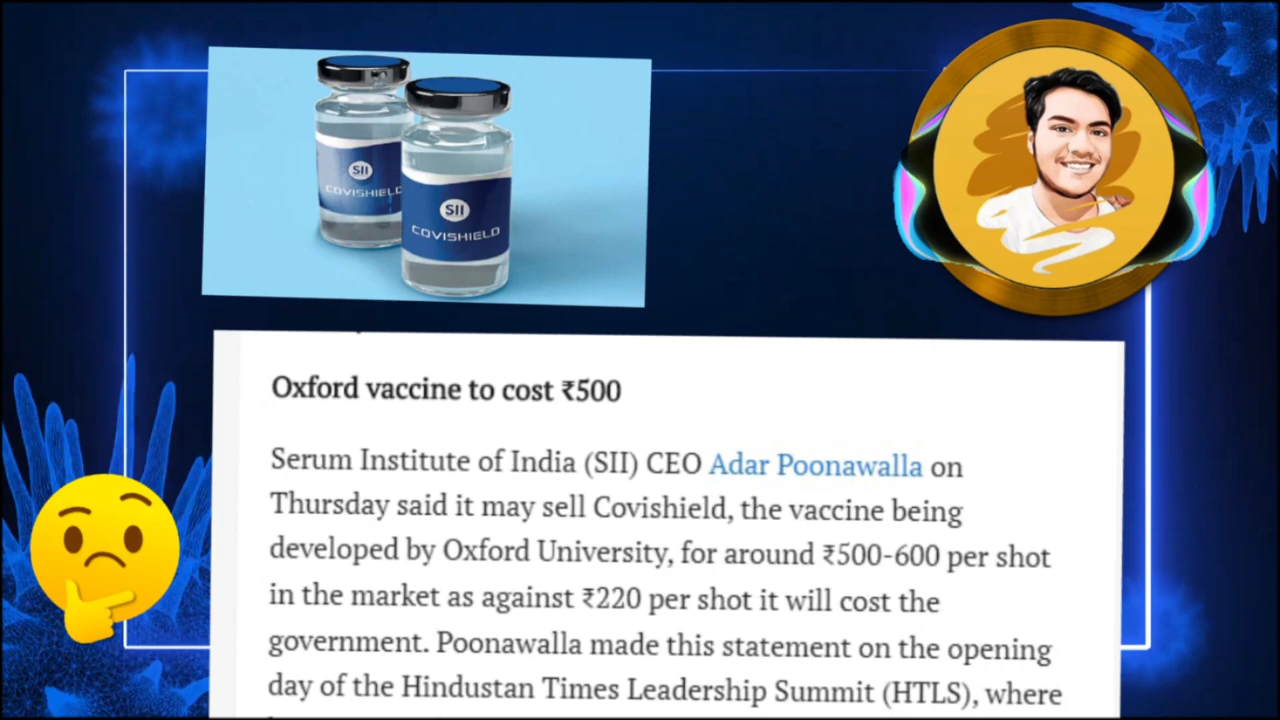 SII
COVISHIELD
SII
COVISHIELD
Oxford vaccine to cost ₹500
Serum Institute of India (SII) CEO Adar Poonawalla on
Thursday said it may sell Covishield, the vaccine being
developed by Oxford University, for around ₹500-600 per shot
in the market as against ₹220 per shot it will cost the
government. Poonawalla made this statement on the opening
day of the Hindustan Times Leadership Summit (HTLS), where